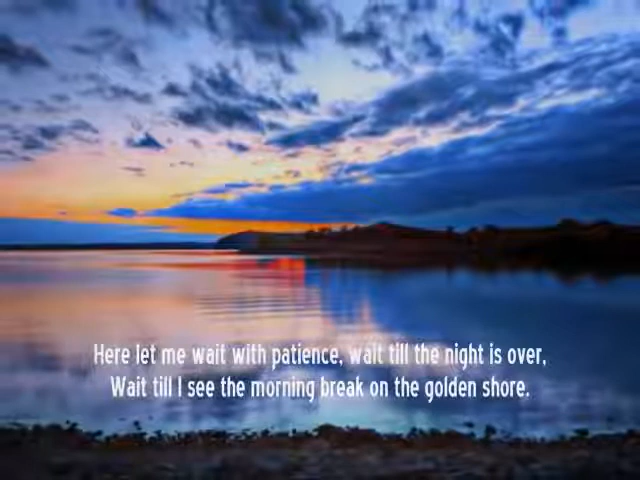 Here let me wait with patience, wait till the night is over,
Wait till I see the morning break on the golden shore.